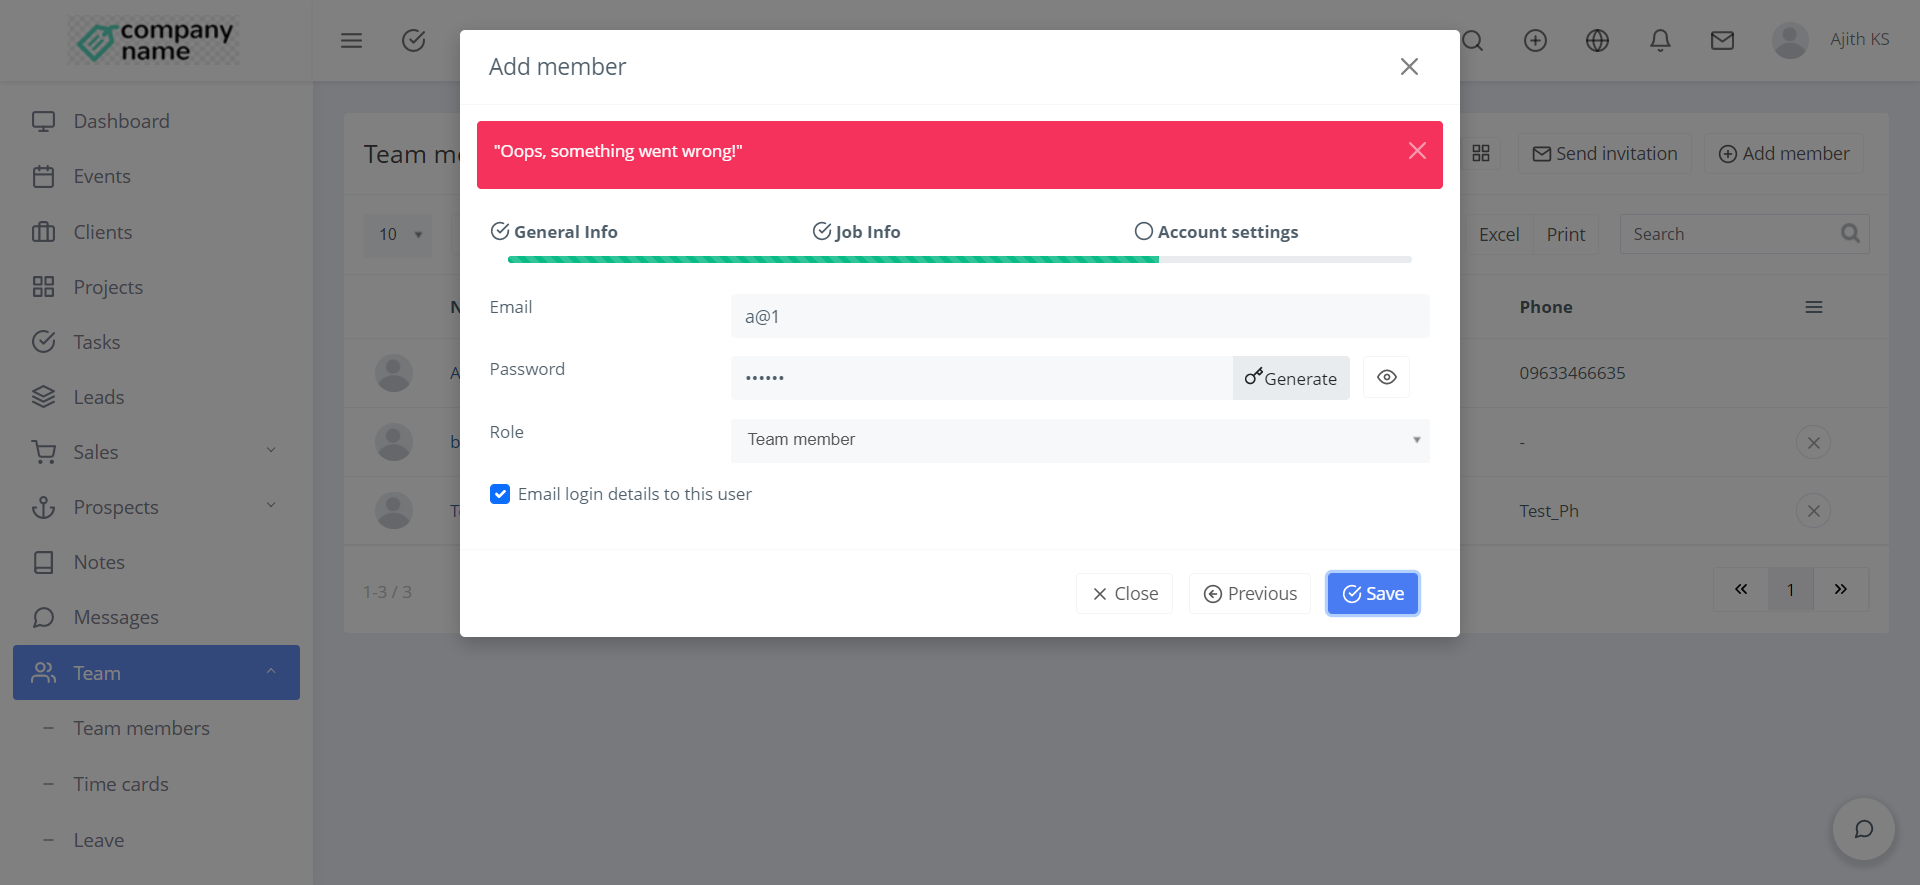 company
name
Ajith KS
Dashboard
Events
Clients
Projects
Tasks
Leads
Sales
Prospects
Notes
Messages
Team
Team members
Time cards
Leave
Add member
"Oops, something went wrong!"
General Info
Job Info
Account settings
Email
a@1
Password
••••••
Generate
Role
Team member
Email login details to this user
Close
Previous
Save
Send invitation
Add member
10
Excel
Print
Search
Phone
09633466635
-
Test_Ph
1-3 / 3
«
1
»